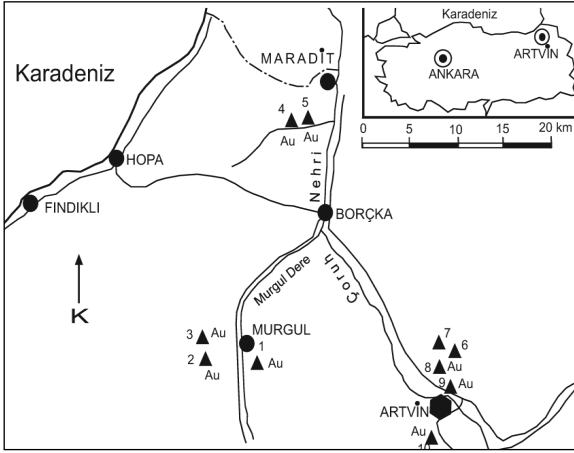 Karadeniz
ARTVİN
ANKARA
0 5 10 15 20 km
Karadeniz
MARADİT
4 5
Au Au
HOPA
FINDIKLI
Nehri
BORÇKA
Murgul Dere
Çoruh
K
MURGUL
3 Au
2
Au
1
Au
7
6
8 Au
9 Au
ARTVİN
Au